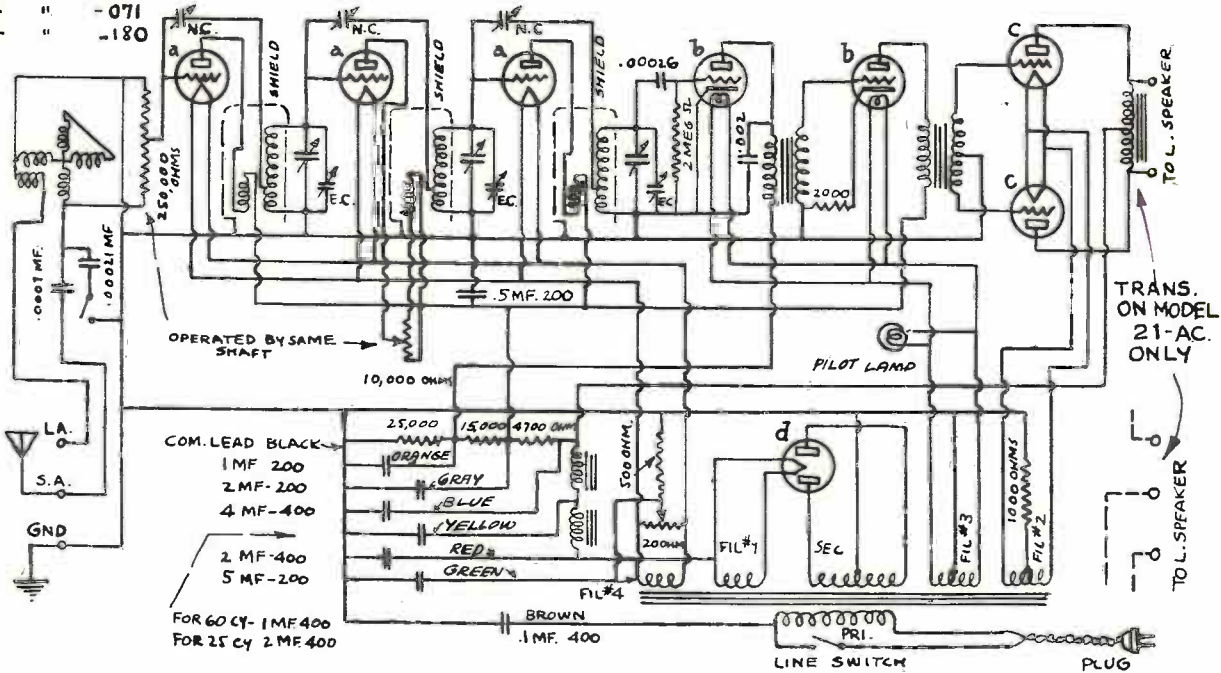 " -071
" -180
N.C.
N.C.
N.C
a
a
a
b
b
c
c
SHIELD
SHIELD
SHIELD
.00026
2 MEG Ω
.002
2000
250,000 OHMS
E.C.
E.C.
E.C
.0007 MF.
.00021 MF
.5 MF. 200
OPERATED BY SAME
SHAFT
10,000 OHMS
PILOT LAMP
TO L. SPEAKER
TRANS.
ON MODEL
21-AC.
ONLY
LA.
S.A.
GND
COM. LEAD BLACK
25,000
15,000
4700 OHM
1 MF 200
ORANGE
2 MF-200
GRAY
4 MF-400
BLUE
YELLOW
2 MF-400
RED
5 MF-200
GREEN
FOR 60 CY- 1 MF.400
FOR 25 CY 2 MF.400
BROWN
.1 MF. 400
500 OHM.
20 OHM
FIL #4
FIL #1
d
SEC
FIL #3
1000 OHMS
FIL #2
TO L. SPEAKER
PRI.
LINE SWITCH
PLUG